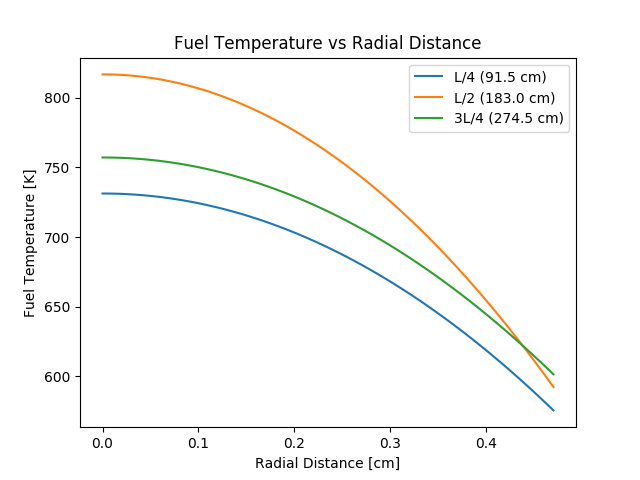 Fuel Temperature vs Radial Distance
L/4 (91.5 cm)
L/2 (183.0 cm)
3L/4 (274.5 cm)
800
750
700
650
600
Fuel Temperature [K]
0.0 0.1 0.2 0.3 0.4
Radial Distance [cm]